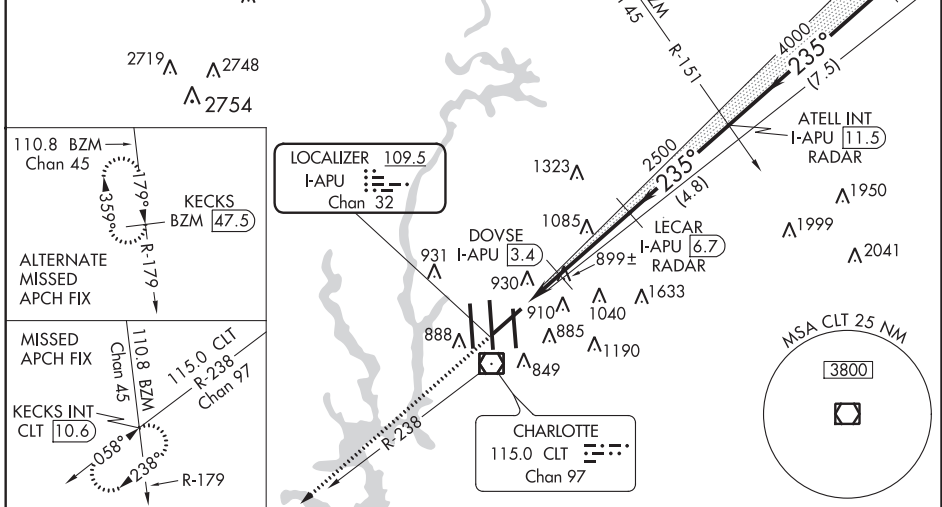 2719
2748
2754
BZM
45
R-151
4000
235°
(7.5)
ATELL INT
I-APU 11.5
RADAR
110.8 BZM
Chan 45
179°
359°
KECKS
BZM 47.5
R-179
ALTERNATE
MISSED
APCH FIX
LOCALIZER 109.5
I-APU
Chan 32
1323
2500
235°
(4.8)
1085
LECAR
I-APU 6.7
RADAR
DOVSE
I-APU 3.4
899±
1950
1999
2041
931
930
910
1040
1633
888
885
1190
849
MISSED
APCH FIX
110.8 BZM
Chan 45
115.0 CLT
R-238
Chan 97
KECKS INT
CLT 10.6
058°
238°
R-179
R-238
CHARLOTTE
115.0 CLT
Chan 97
MSA CLT 25 NM
3800